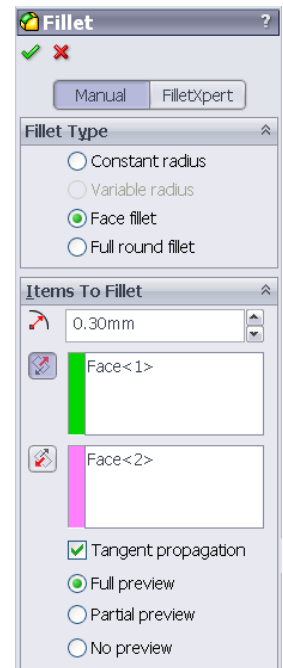 Fillet ?
Manual FilletXpert
Fillet Type
Constant radius
Variable radius
Face fillet
Full round fillet
Items To Fillet
0.30mm
Face<1>
Face<2>
Tangent propagation
Full preview
Partial preview
No preview